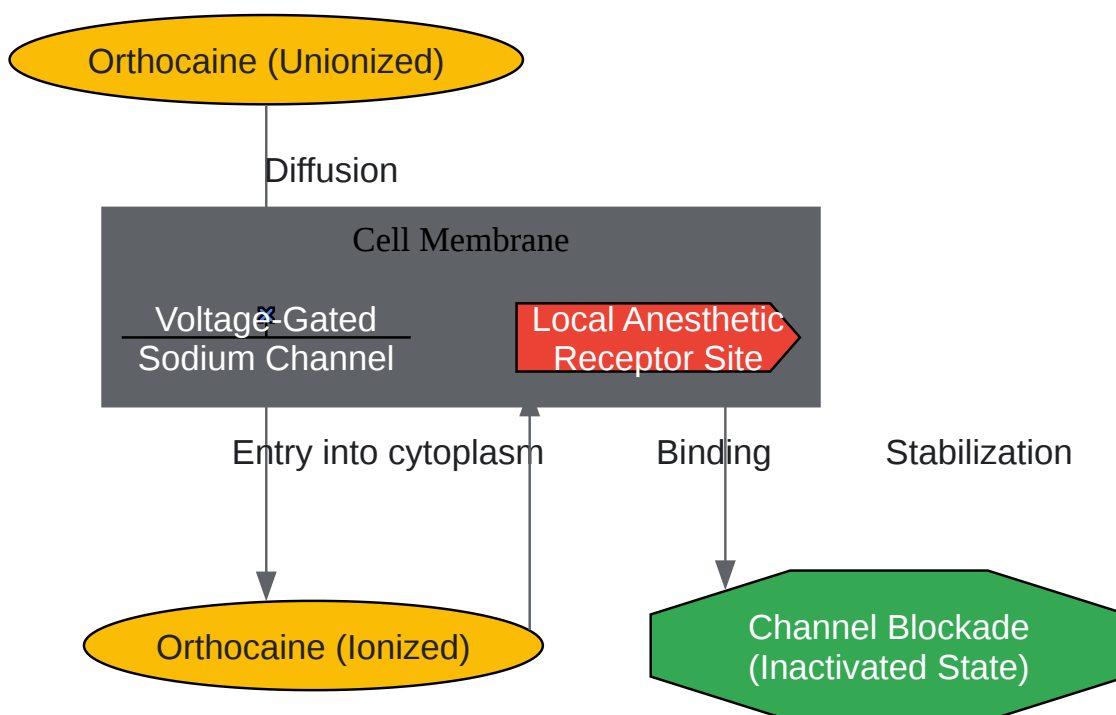 Orthocaine (Unionized)
Diffusion
Cell Membrane
Voltage-Gated
Sodium Channel
Local Anesthetic
Receptor Site
Entry into cytoplasm
Binding
Stabilization
Orthocaine (Ionized)
Channel Blockade
(Inactivated State)